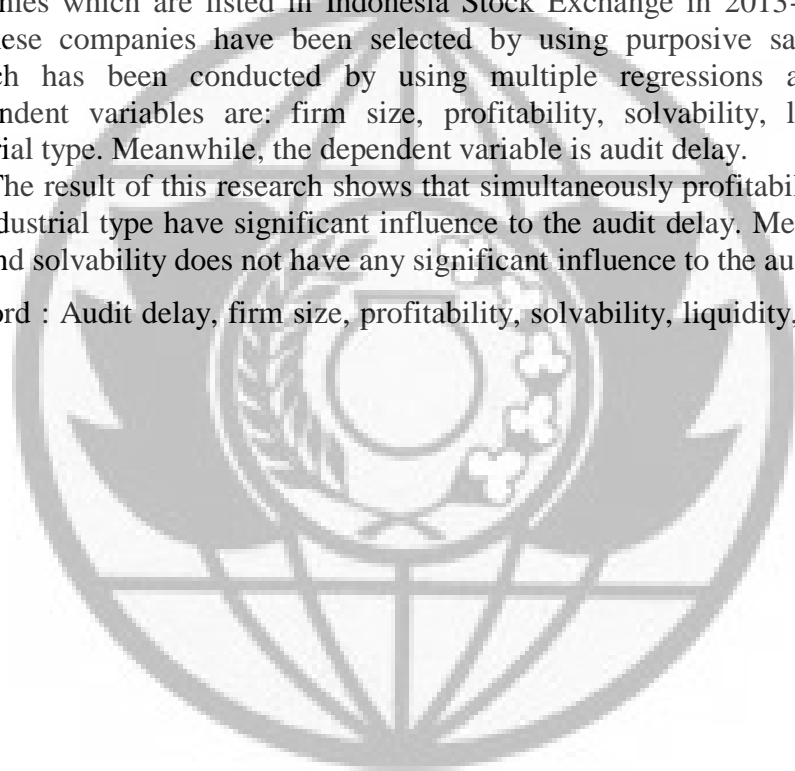 nies which are listed in Indonesia Stock Exchange in 2013-
hese companies have been selected by using purposive sa
ch has been conducted by using multiple regressions a
ndent variables are: firm size, profitability, solvability, l
rial type. Meanwhile, the dependent variable is audit delay.
The result of this research shows that simultaneously profitabil
dustrial type have significant influence to the audit delay. Me
nd solvability does not have any significant influence to the au
ord : Audit delay, firm size, profitability, solvability, liquidity,